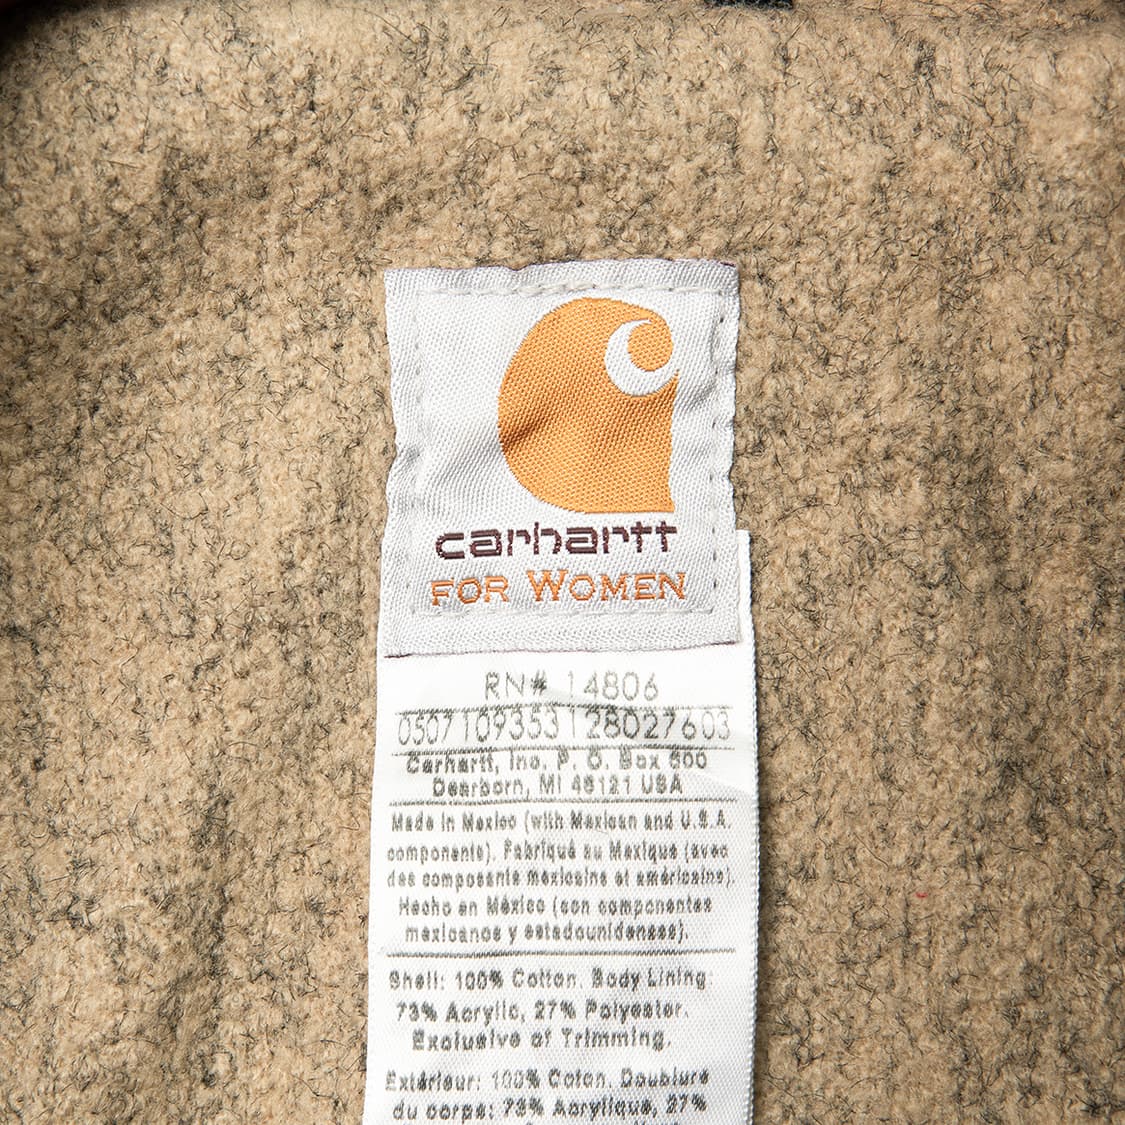 carhartt
FOR WOMEN
RN# 14806
0507109353128027603
Carhartt, Inc. P. O. Box 600
Dearborn, MI 48121 USA
Made in Mexico (with Mexican and U.S.A.
components). Fabriqué au Mexique (avec
des composants mexicains et américains).
Hecho en México (con componentes
mexicanos y estadounidenses).
Shell: 100% Cotton. Body Lining:
73% Acrylic, 27% Polyester.
Exclusive of Trimming.
Extérieur: 100% Coton. Doublure
du corps: 73% Acrylique, 27%